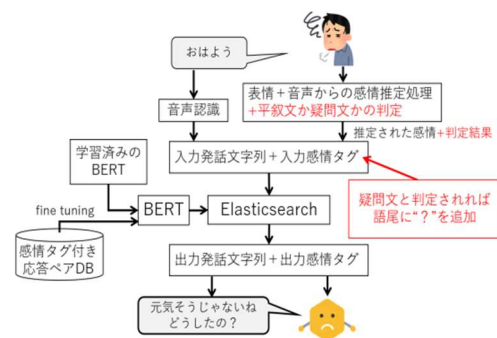 おはよう
表情+音声からの感情推定処理
+平叙文か疑問文かの判定
音声認識
推定された感情+判定結果
学習済みの
BERT
入力発話文字列+入力感情タグ
疑問文と判定されれば
語尾に“?”を追加
fine tuning
BERT
Elasticsearch
感情タグ付き
応答ペアDB
出力発話文字列+出力感情タグ
元気そうじゃないね
どうしたの?